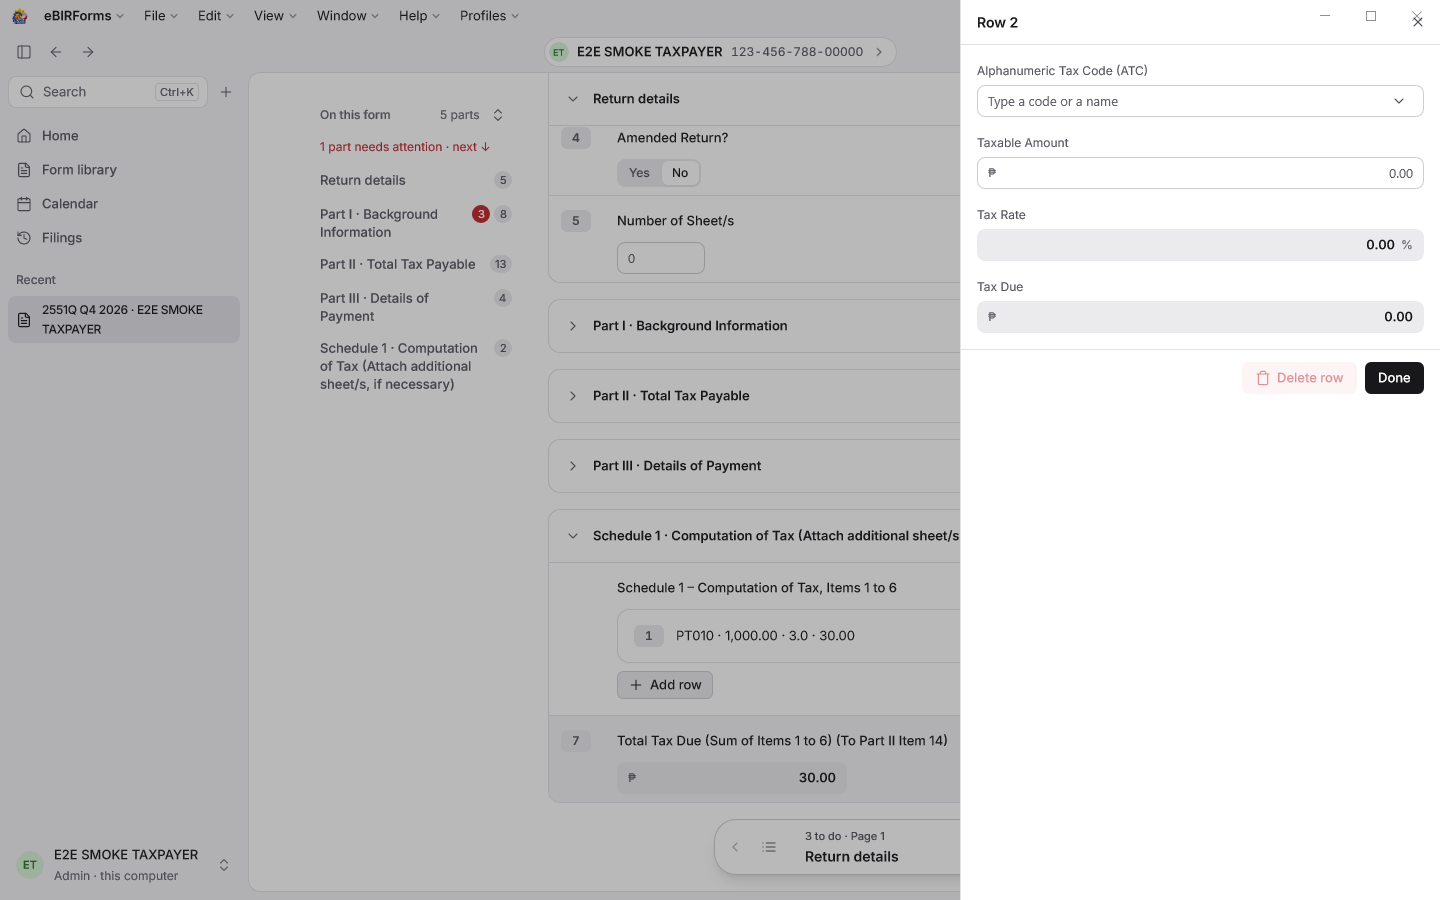 eBIRForms
File
Edit
View
Window
Help
Profiles
ET
E2E SMOKE TAXPAYER 123-456-788-00000
Search
Ctrl+K
Home
Form library
Calendar
Filings
Recent
2551Q Q4 2026 · E2E SMOKE
TAXPAYER
ET
E2E SMOKE TAXPAYER
Admin · this computer
On this form
5 parts
1 part needs attention · next ↓
Return details
5
Part I · Background
Information
3
8
Part II · Total Tax Payable
13
Part III · Details of
Payment
4
Schedule 1 · Computation
of Tax (Attach additional
sheet/s, if necessary)
2
Return details
4
Amended Return?
Yes
No
5
Number of Sheet/s
0
Part I · Background Information
Part II · Total Tax Payable
Part III · Details of Payment
Schedule 1 · Computation of Tax (Attach additional sheet/s
Schedule 1 – Computation of Tax, Items 1 to 6
1
PT010 · 1,000.00 · 3.0 · 30.00
+ Add row
7
Total Tax Due (Sum of Items 1 to 6) (To Part II Item 14)
₱
30.00
3 to do · Page 1
Return details
Row 2
Alphanumeric Tax Code (ATC)
Type a code or a name
Taxable Amount
₱
0.00
Tax Rate
0.00 %
Tax Due
₱
0.00
Delete row
Done